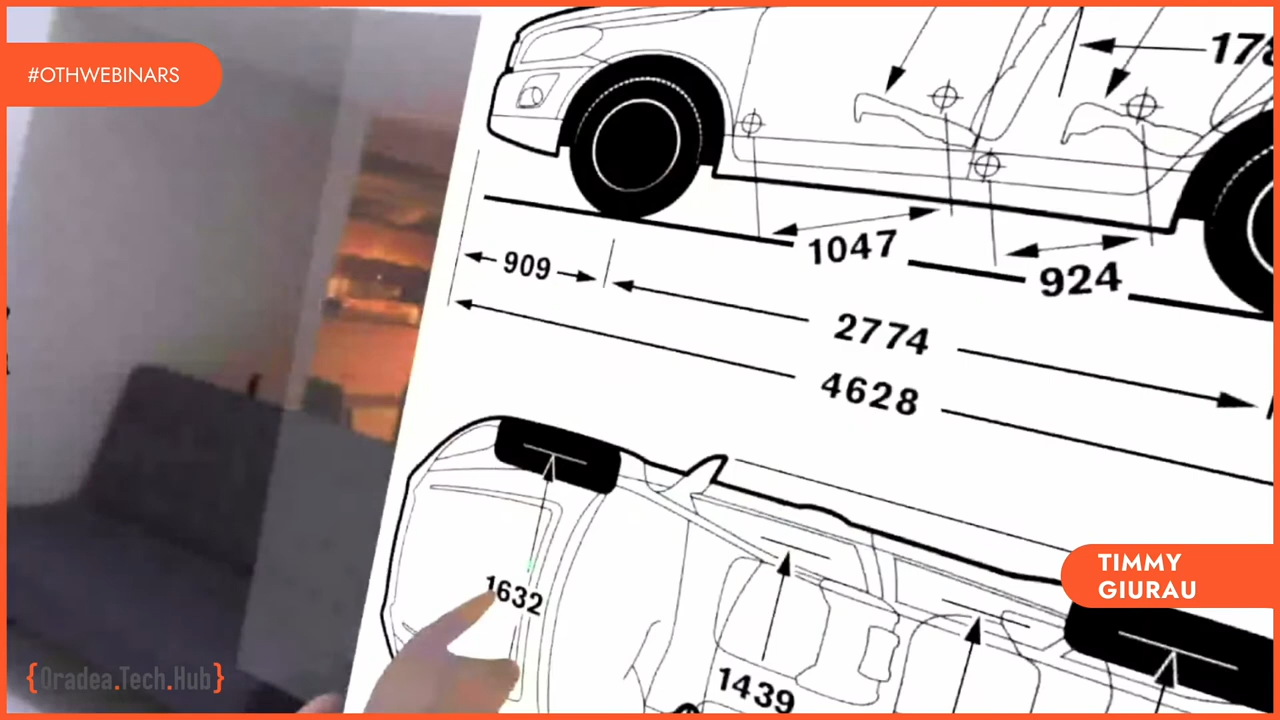 #OTHWEBINARS
1047
924
909
2774
4628
1632
1439
TIMMY
GIURAU
{Oradea.Tech.Hub}